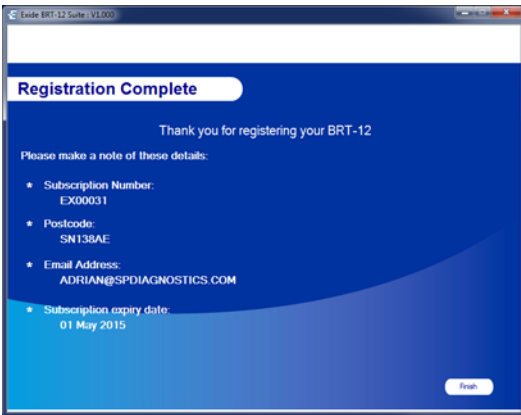 Exide BRT-12 Suite : V1.000
Registration Complete
Thank you for registering your BRT-12
Please make a note of these details:
* Subscription Number:
EX00031
* Postcode:
SN138AE
* Email Address:
ADRIAN@SPDIAGNOSTICS.COM
* Subscription expiry date:
01 May 2015
Finish